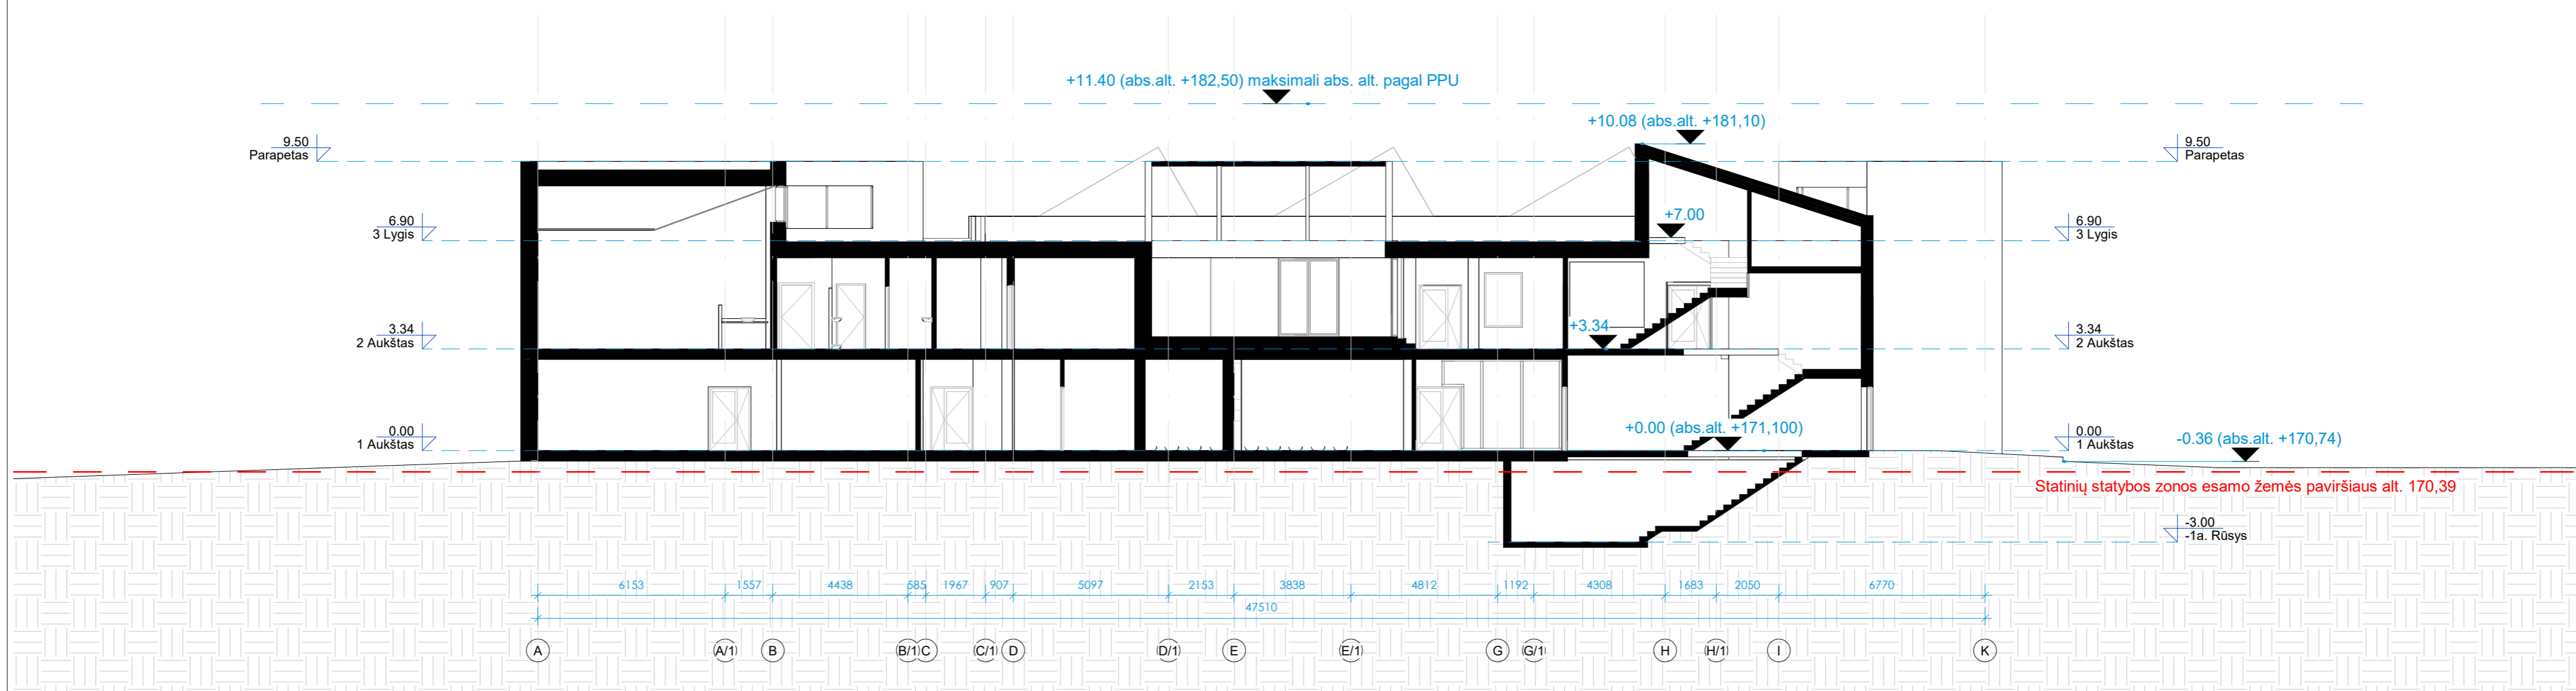 +11.40 (abs.alt. +182,50) maksimali abs. alt. pagal PPU
+10.08 (abs.alt. +181,10)
9.50
Parapetas
9.50
Parapetas
6.90
3 Lygis
+7.00
6.90
3 Lygis
3.34
2 Aukštas
+3.34
3.34
2 Aukštas
0.00
1 Aukštas
+0.00 (abs.alt. +171,100)
0.00
1 Aukštas
-0.36 (abs.alt. +170,74)
Statinių statybos zonos esamo žemės paviršiaus alt. 170,39
-3.00
-1a. Rūsys
6153 1557 4438 585 1967 907 5097 2153 3838 4812 1192 4308 1683 2050 6770
47510
A A/1 B B/1 C C/1 D D/1 E E/1 G G/1 H H/1 I K